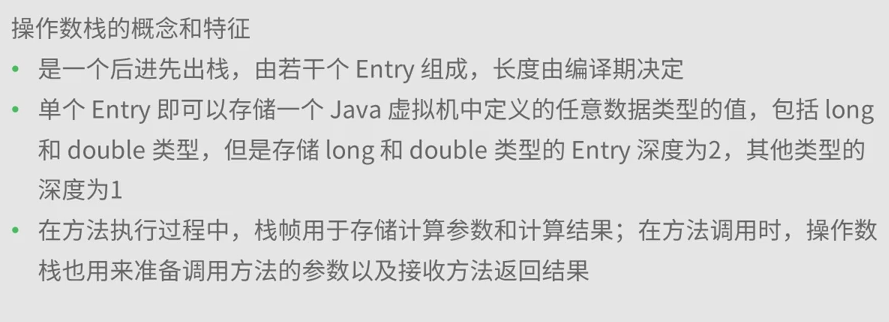 操作数栈的概念和特征
• 是一个后进先出栈，由若干个 Entry 组成，长度由编译期决定
• 单个 Entry 即可以存储一个 Java 虚拟机中定义的任意数据类型的值，包括 long
和 double 类型，但是存储 long 和 double 类型的 Entry 深度为2，其他类型的
深度为1
• 在方法执行过程中，栈帧用于存储计算参数和计算结果；在方法调用时，操作数
栈也用来准备调用方法的参数以及接收方法返回结果